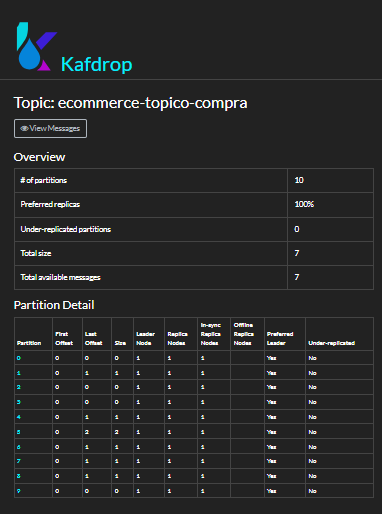 Kafdrop
Topic: ecommerce-topico-compra
View Messages
Overview
# of partitions 10
Preferred replicas 100%
Under-replicated partitions 0
Total size 7
Total available messages 7
Partition Detail
Partition First Offset Last Offset Size Leader Node Replica Nodes In-sync Replica Nodes Offline Replica Nodes Preferred Leader Under-replicated
0 0 0 0 1 1 1 Yes No
1 0 1 1 1 1 1 Yes No
2 0 0 0 1 1 1 Yes No
3 0 0 0 1 1 1 Yes No
4 0 1 1 1 1 1 Yes No
5 0 2 2 1 1 1 Yes No
6 0 1 1 1 1 1 Yes No
7 0 1 1 1 1 1 Yes No
8 0 1 1 1 1 1 Yes No
9 0 0 0 1 1 1 Yes No